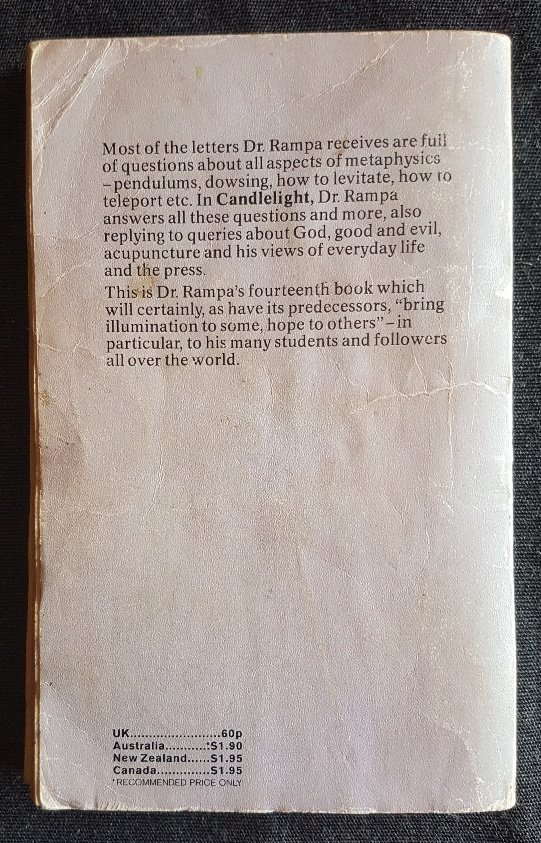 Most of the letters Dr. Rampa receives are full
of questions about all aspects of metaphysics
–pendulums, dowsing, how to levitate, how to
teleport etc. In Candlelight, Dr. Rampa
answers all these questions and more, also
replying to queries about God, good and evil,
acupuncture and his views of everyday life
and the press.
This is Dr. Rampa's fourteenth book which
will certainly, as have its predecessors, "bring
illumination to some, hope to others"–in
particular, to his many students and followers
all over the world.
UK........................60p
Australia...........*$1.90
New Zealand......$1.95
Canada..............$1.95
*RECOMMENDED PRICE ONLY